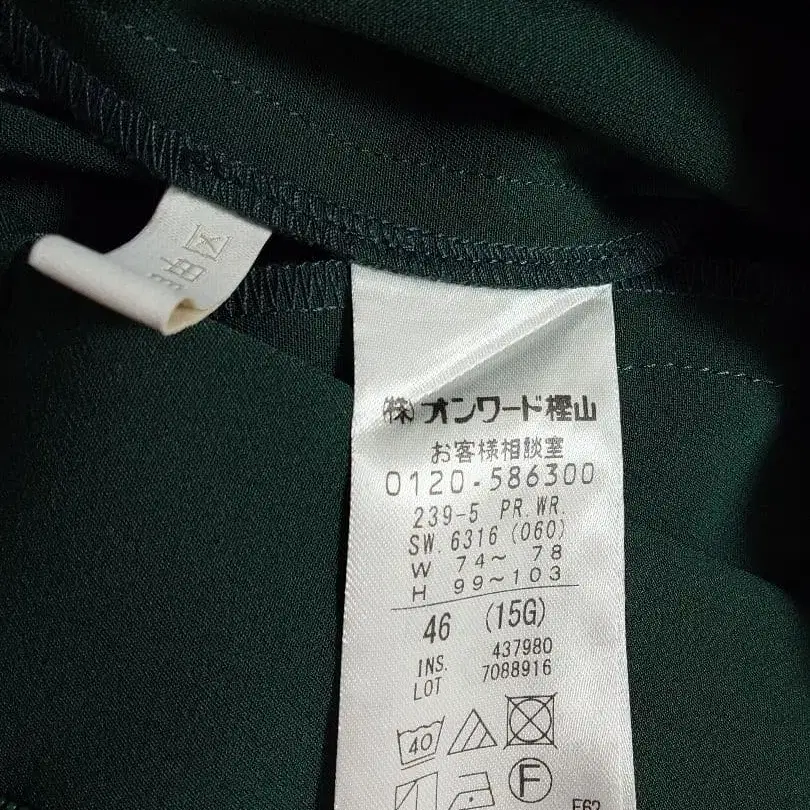 ㈱オンワード樫山
お客様相談室
0120-586300
239-5 PR.WR.
SW.6316(060)
W 74～ 78
H 99～103
46 (15G)
INS. 437980
LOT 7088916
40
F
F62